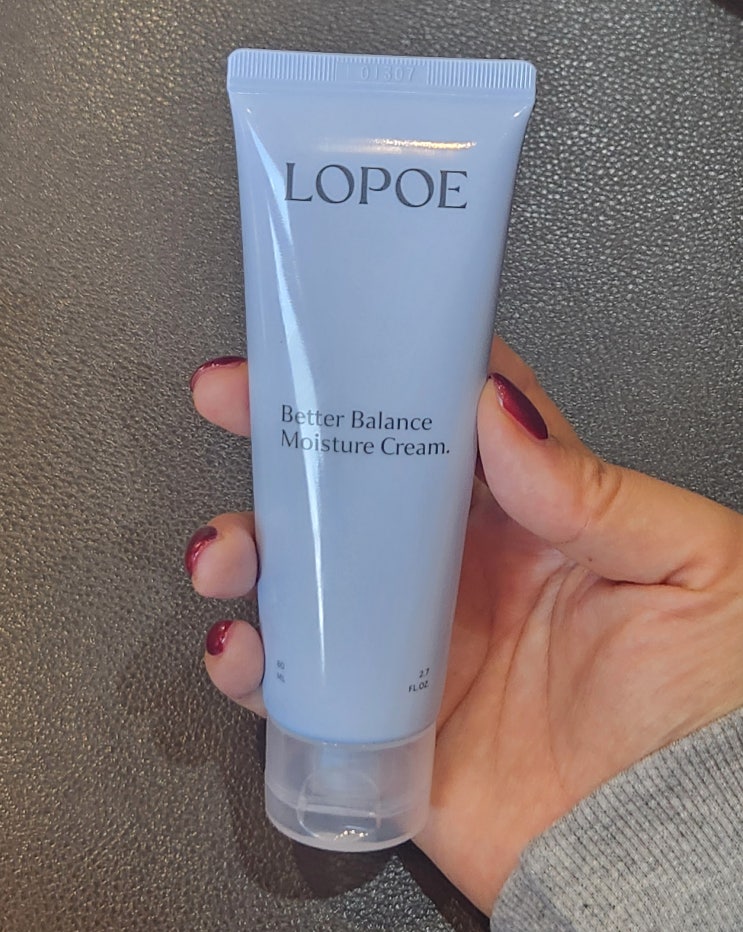 01307
LOPOE
Better Balance
Moisture Cream.
80
ML
2.7
FL.OZ.